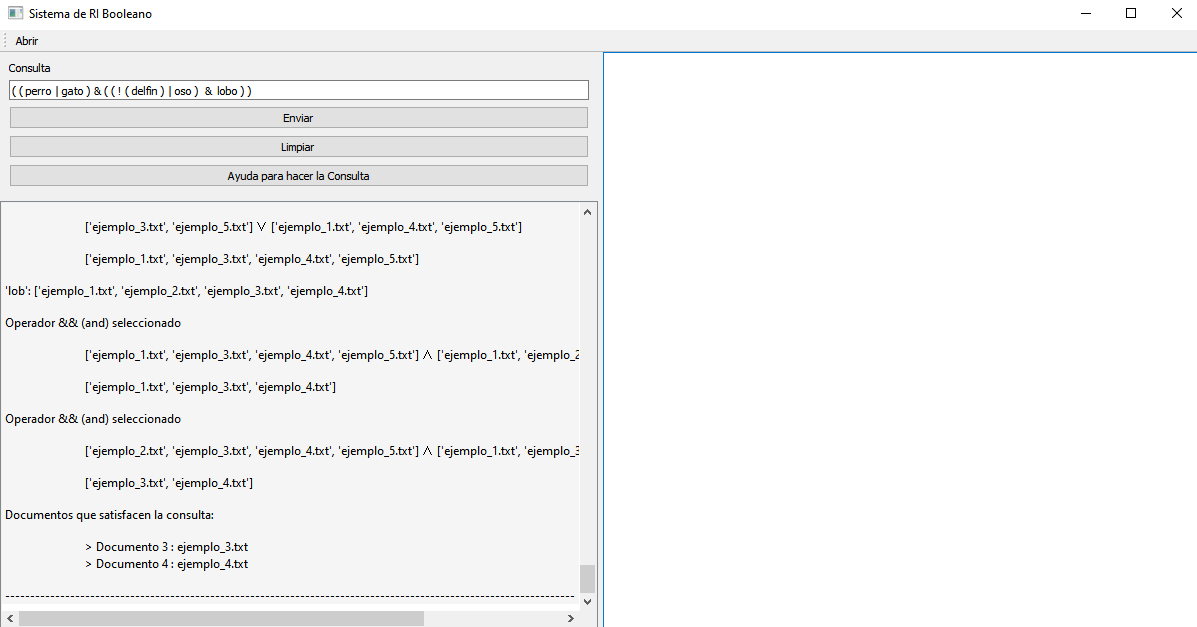 Sistema de RI Booleano
Abrir
Consulta
((perro | gato ) & ( ( ! ( delfin ) | oso ) & lobo ) )
Enviar
Limpiar
Ayuda para hacer la Consulta
['ejemplo_3.txt', 'ejemplo_5.txt'] ∨ ['ejemplo_1.txt', 'ejemplo_4.txt', 'ejemplo_5.txt']
['ejemplo_1.txt', 'ejemplo_3.txt', 'ejemplo_4.txt', 'ejemplo_5.txt']
'lob': ['ejemplo_1.txt', 'ejemplo_2.txt', 'ejemplo_3.txt', 'ejemplo_4.txt']
Operador && (and) seleccionado
['ejemplo_1.txt', 'ejemplo_3.txt', 'ejemplo_4.txt', 'ejemplo_5.txt'] ∧ ['ejemplo_1.txt', 'ejemplo_2
['ejemplo_1.txt', 'ejemplo_3.txt', 'ejemplo_4.txt']
Operador && (and) seleccionado
['ejemplo_2.txt', 'ejemplo_3.txt', 'ejemplo_4.txt', 'ejemplo_5.txt'] ∧ ['ejemplo_1.txt', 'ejemplo_3
['ejemplo_3.txt', 'ejemplo_4.txt']
Documentos que satisfacen la consulta:
> Documento 3 : ejemplo_3.txt
> Documento 4 : ejemplo_4.txt